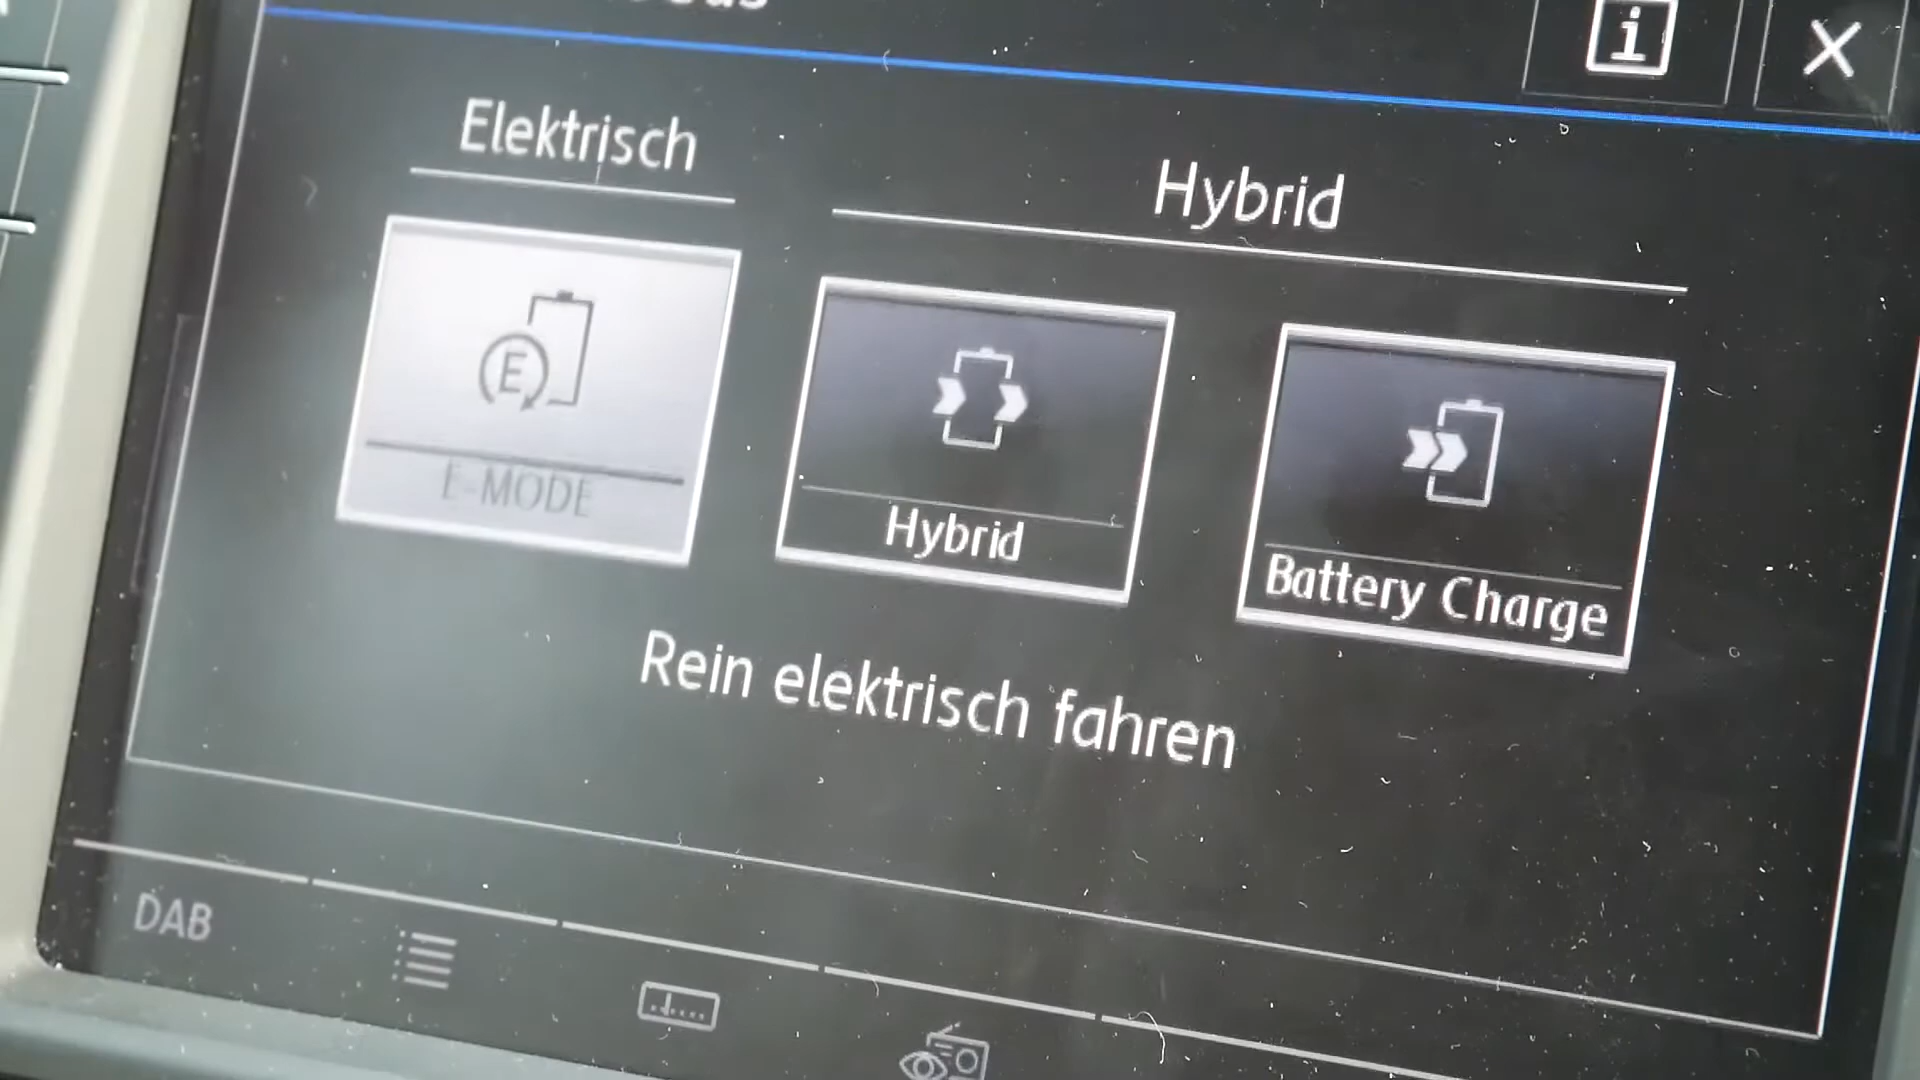 Elektrisch
Hybrid
E
E-MODE
Hybrid
Battery Charge
Rein elektrisch fahren
DAB